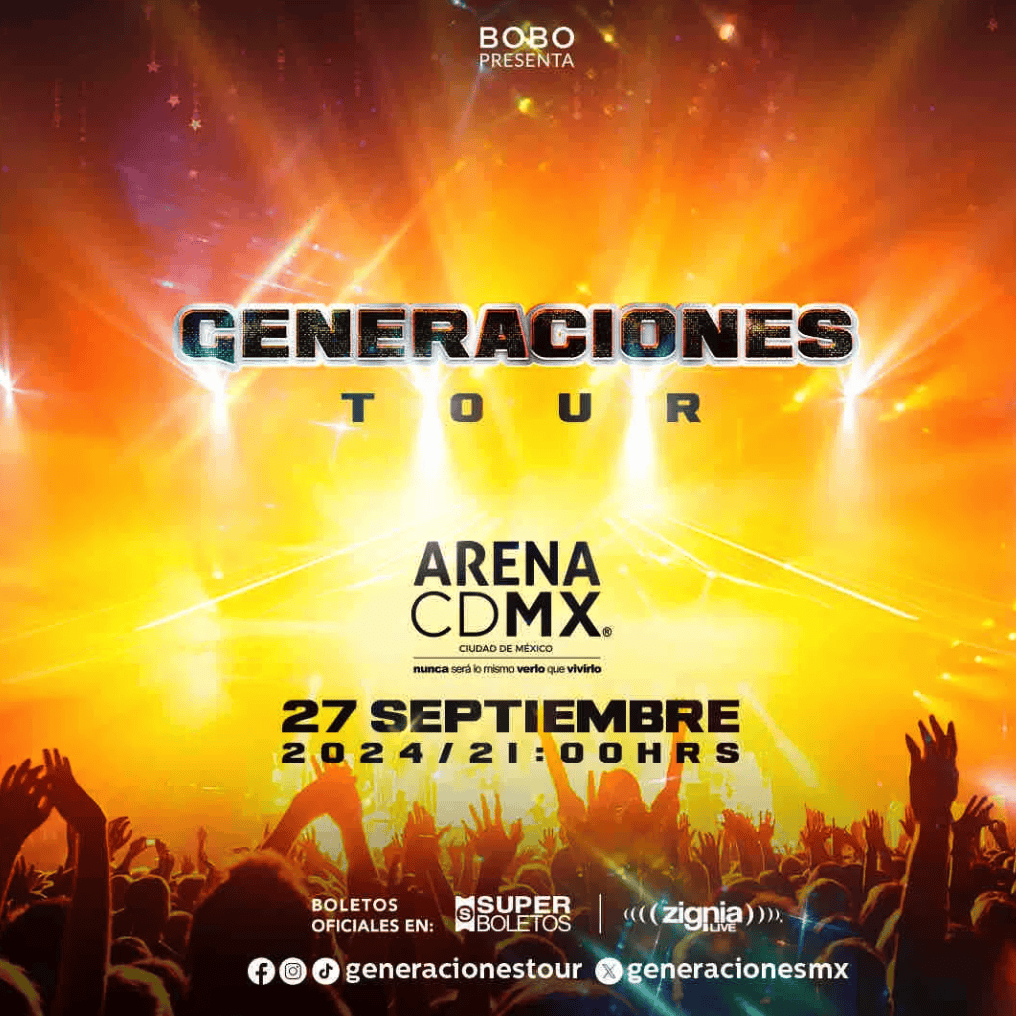 BOBO
PRESENTA
GENERACIONES
TOUR
ARENA
CDMX®
CIUDAD DE MÉXICO
nunca será lo mismo verlo que vivirlo
27 SEPTIEMBRE
2024/21:00HRS
BOLETOS
OFICIALES EN:
S SUPER
BOLETOS
((((zignia))))
LIVE
generacionestour generacionesmx